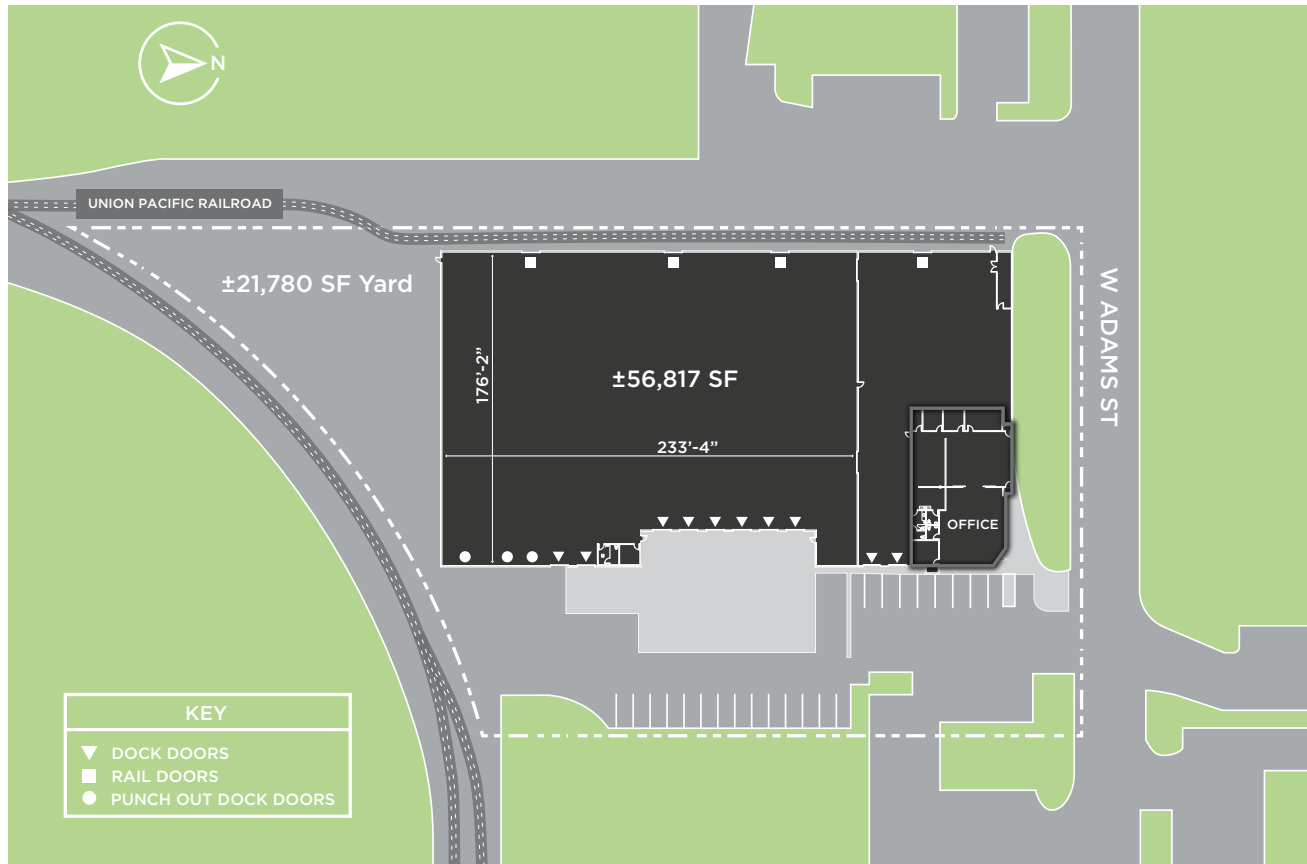 N
UNION PACIFIC RAILROAD
±21,780 SF Yard
W ADAMS ST
176’-2”
±56,817 SF
233’-4”
OFFICE
KEY
DOCK DOORS
RAIL DOORS
PUNCH OUT DOCK DOORS